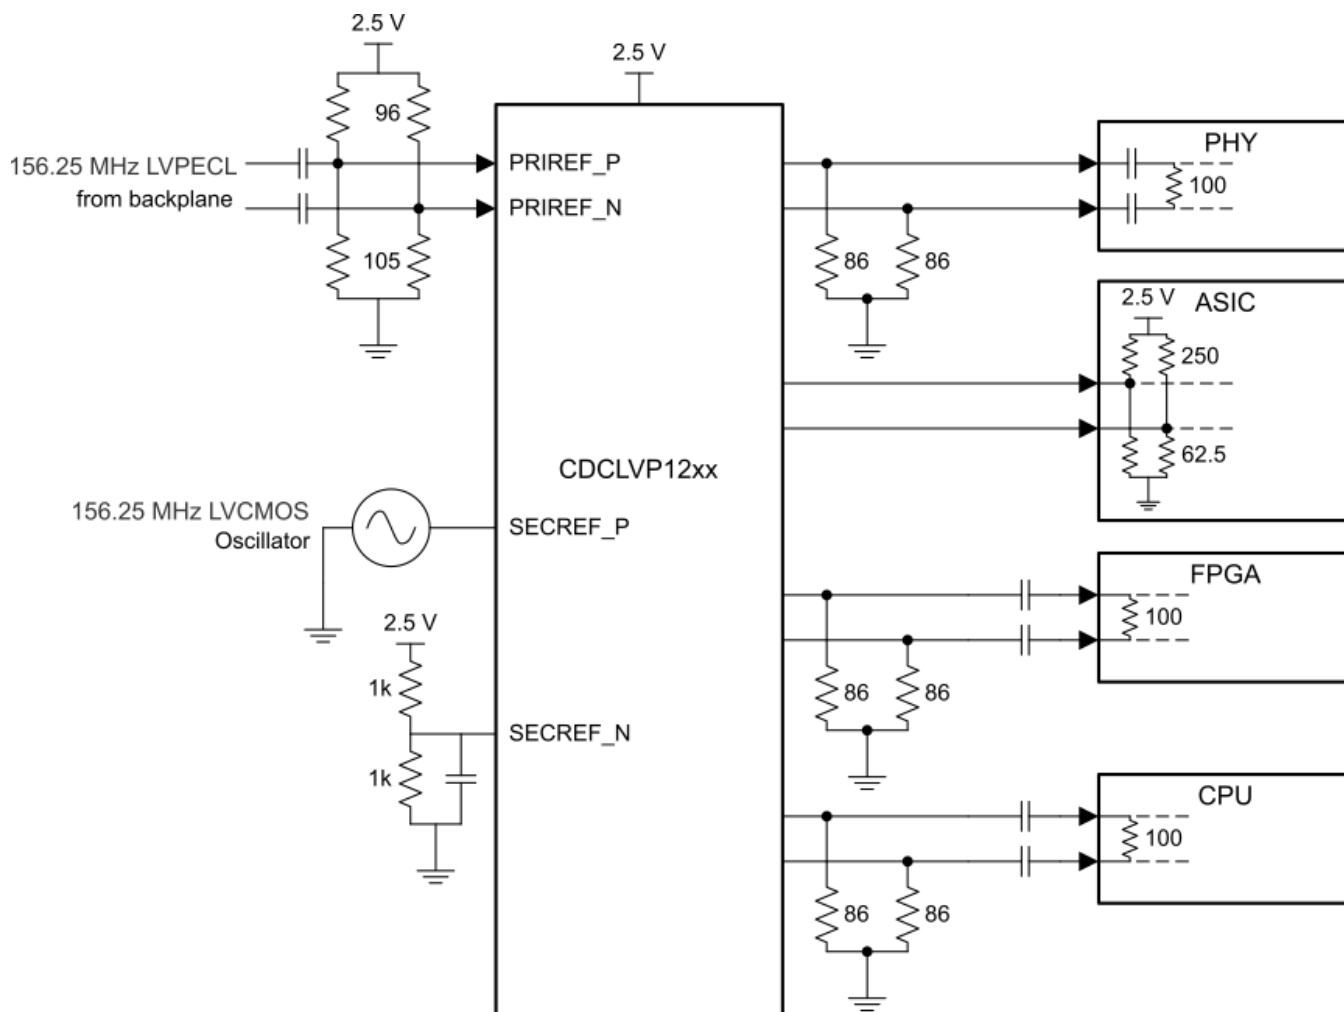 2.5 V
96
105
156.25 MHz LVPECL
from backplane
2.5 V
PRIREF_P
PRIREF_N
CDCLVP12xx
156.25 MHz LVCMOS
Oscillator
SECREF_P
2.5 V
1k
1k
SECREF_N
86
86
PHY
100
ASIC
2.5 V
250
62.5
86
86
FPGA
100
86
86
CPU
100